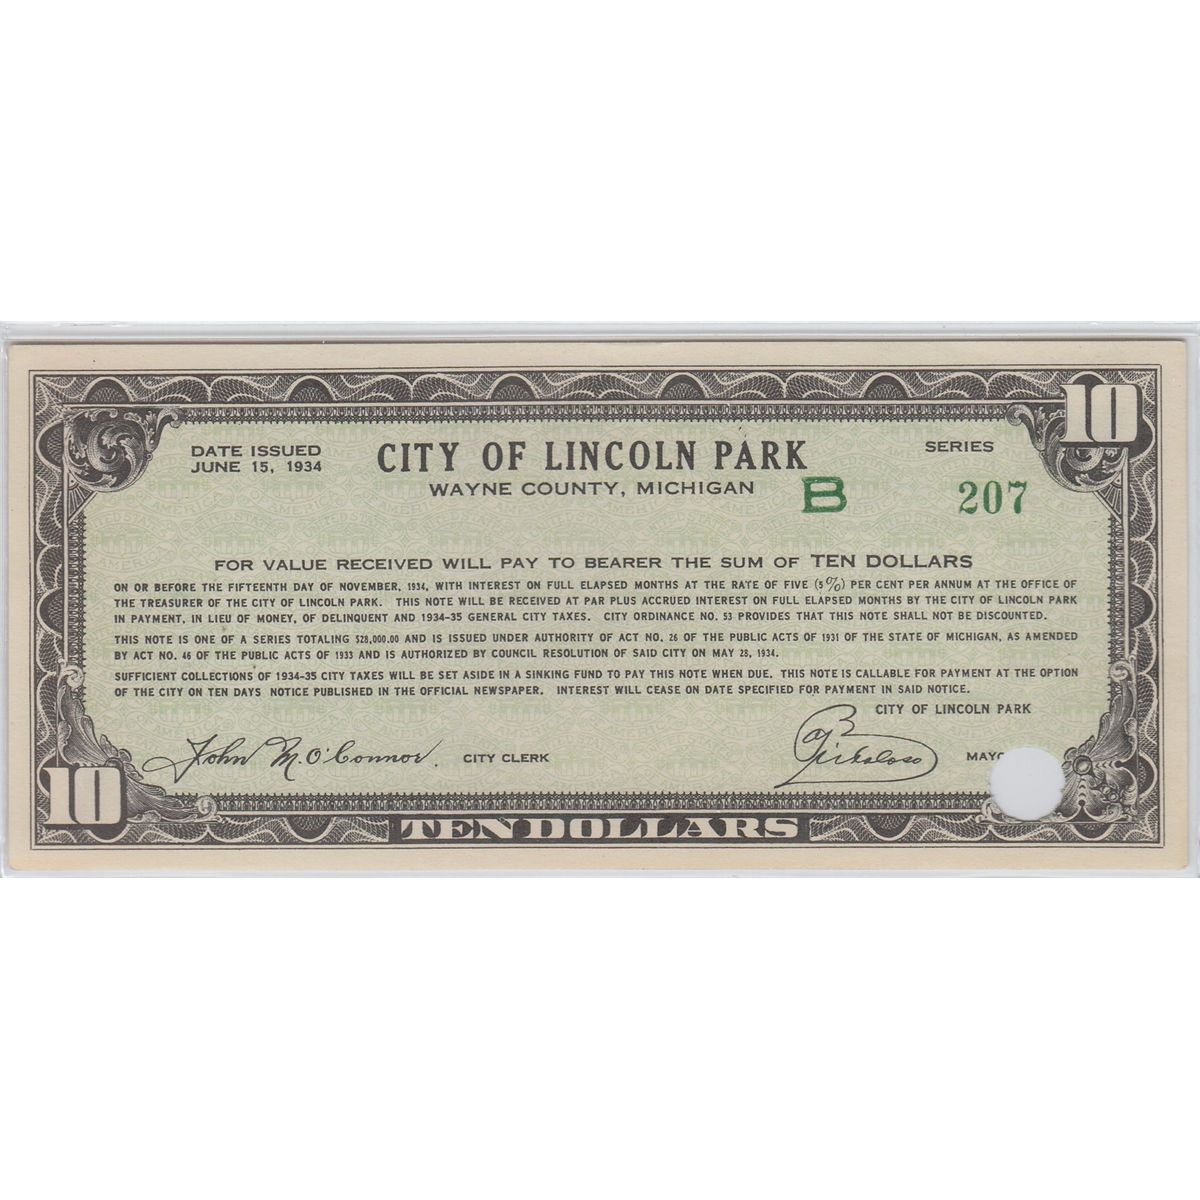 10
DATE ISSUED
JUNE 15, 1934
CITY OF LINCOLN PARK
WAYNE COUNTY, MICHIGAN
SERIES
B 207
FOR VALUE RECEIVED WILL PAY TO BEARER THE SUM OF TEN DOLLARS
ON OR BEFORE THE FIFTEENTH DAY OF NOVEMBER, 1934, WITH INTEREST ON FULL ELAPSED MONTHS AT THE RATE OF FIVE (5%) PER CENT PER ANNUM AT THE OFFICE OF
THE TREASURER OF THE CITY OF LINCOLN PARK. THIS NOTE WILL BE RECEIVED AT PAR PLUS ACCRUED INTEREST ON FULL ELAPSED MONTHS BY THE CITY OF LINCOLN PARK
IN PAYMENT, IN LIEU OF MONEY, OF DELINQUENT AND 1934-35 GENERAL CITY TAXES. CITY ORDINANCE NO. 53 PROVIDES THAT THIS NOTE SHALL NOT BE DISCOUNTED.
THIS NOTE IS ONE OF A SERIES TOTALING $28,000.00 AND IS ISSUED UNDER AUTHORITY OF ACT NO. 26 OF THE PUBLIC ACTS OF 1931 OF THE STATE OF MICHIGAN, AS AMENDED
BY ACT NO. 46 OF THE PUBLIC ACTS OF 1933 AND IS AUTHORIZED BY COUNCIL RESOLUTION OF SAID CITY ON MAY 28, 1934.
SUFFICIENT COLLECTIONS OF 1934-35 CITY TAXES WILL BE SET ASIDE IN A SINKING FUND TO PAY THIS NOTE WHEN DUE. THIS NOTE IS CALLABLE FOR PAYMENT AT THE OPTION
OF THE CITY ON TEN DAYS NOTICE PUBLISHED IN THE OFFICIAL NEWSPAPER. INTEREST WILL CEASE ON DATE SPECIFIED FOR PAYMENT IN SAID NOTICE.
CITY OF LINCOLN PARK
John M. O'Connor. CITY CLERK
MAYO
10
TEN DOLLARS